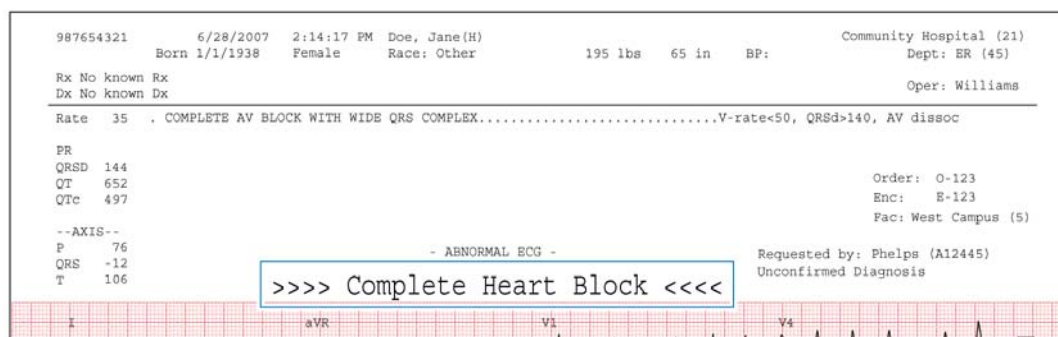 987654321 6/28/2007 2:14:17 PM Doe, Jane(H) Community Hospital (21)
Born 1/1/1938 Female Race: Other 195 lbs 65 in BP: Dept: ER (45)
Rx No known Rx
Dx No known Dx
Oper: Williams
Rate 35 . COMPLETE AV BLOCK WITH WIDE QRS COMPLEX..............................V-rate<50, QRSd>140, AV dissoc
PR
QRSD 144
QT 652
QTc 497
Order: O-123
Enc: E-123
Fac: West Campus (5)
--AXIS--
P 76
QRS -12
T 106
- ABNORMAL ECG -
Requested by: Phelps (A12445)
Unconfirmed Diagnosis
>>>> Complete Heart Block <<<<
I aVR V1 V4